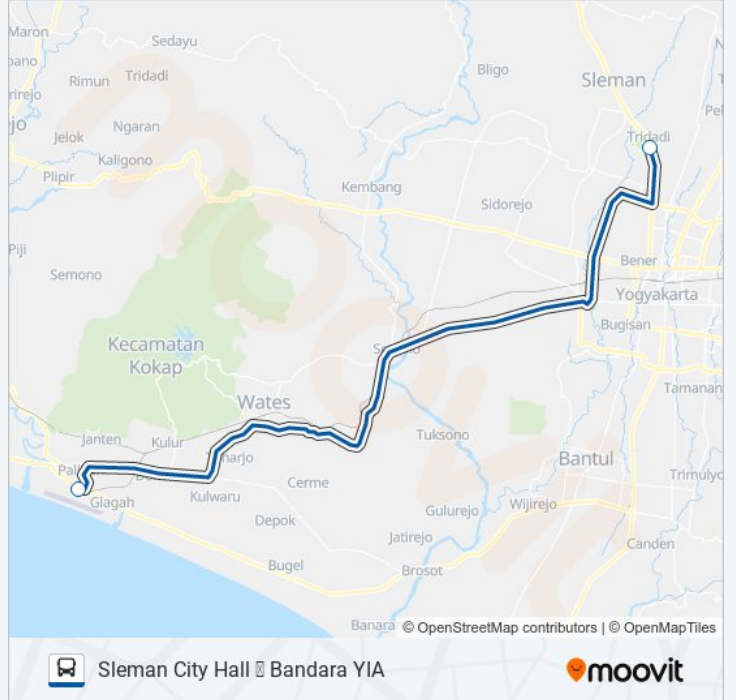 Maron
Sedayu
Bligo
Rimun
Tridadi
Sleman
Ngaran
Tridadi
Jelok
Kaligono
Plipir
Kembang
Sidorejo
Piji
Semono
Bener
Yogyakarta
Bugisan
Kecamatan
Kokap
Wates
Tamanan
Janten
Kulur
Tuksono
Bantul
Cerme
Trimulyo
Glagah
Kulwaru
Gulurejo
Wijirejo
Depok
Jatirejo
Canden
Bugel
Brosot
Banara
© OpenStreetMap contributors | © OpenMapTiles
Sleman City Hall Bandara YIA
moovit